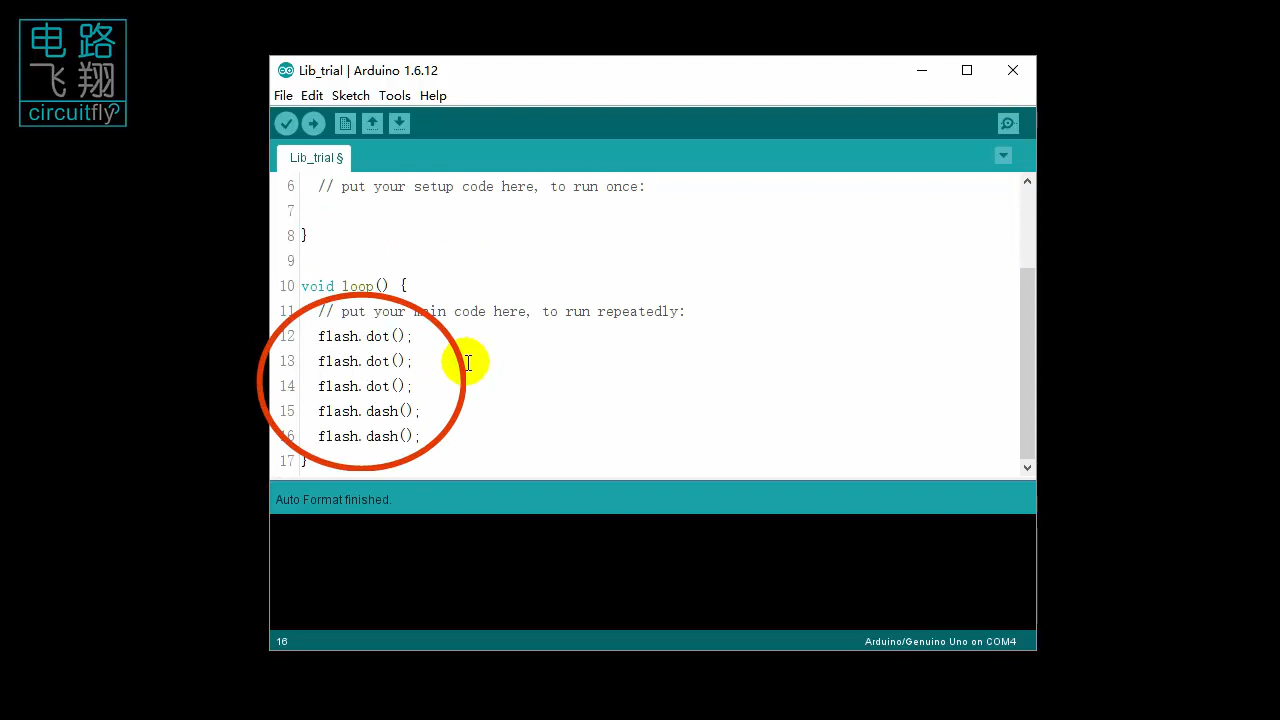 电路
飞翔
circuitfly
Lib_trial | Arduino 1.6.12
File Edit Sketch Tools Help
Lib_trial §
6 // put your setup code here, to run once:
7
8 }
9
10 void loop() {
11 // put your main code here, to run repeatedly:
12 flash.dot();
13 flash.dot();
14 flash.dot();
15 flash.dash();
16 flash.dash();
17 }
Auto Format finished.
16 Arduino/Genuino Uno on COM4